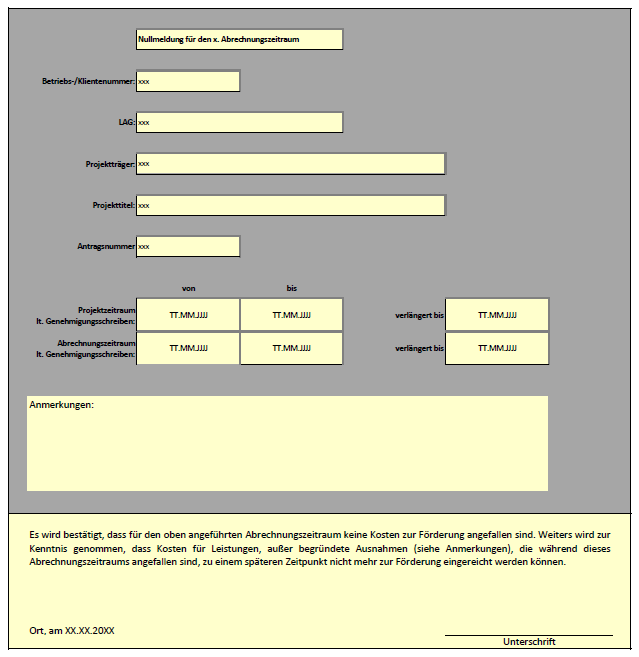 Nullmeldung für den x. Abrechnungszeitraum
Betriebs-/Klientenummer: xxx
LAG: xxx
Projektträger: xxx
Projekttitel: xxx
Antragsnummer xxx
von bis
Projektzeitraum
lt. Genehmigungsschreiben: TT.MM.JJJJ TT.MM.JJJJ verlängert bis TT.MM.JJJJ
Abrechnungszeitraum
lt. Genehmigungsschreiben: TT.MM.JJJJ TT.MM.JJJJ verlängert bis TT.MM.JJJJ
Anmerkungen:
Es wird bestätigt, dass für den oben angeführten Abrechnungszeitraum keine Kosten zur Förderung angefallen sind. Weiters wird zur
Kenntnis genommen, dass Kosten für Leistungen, außer begründete Ausnahmen (siehe Anmerkungen), die während dieses
Abrechnungszeitraums angefallen sind, zu einem späteren Zeitpunkt nicht mehr zur Förderung eingereicht werden können.
Ort, am XX.XX.20XX
Unterschrift